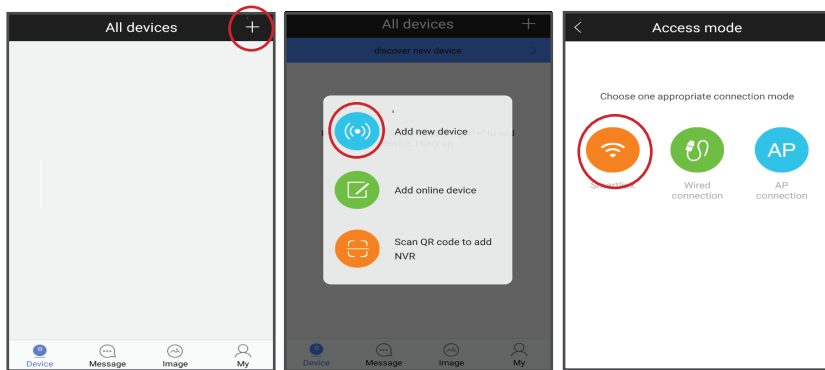 All devices
+
Device
Message
Image
My
All devices
+
discover new device
>
Add new device
Add online device
Scan QR code to add
NVR
Device
Message
Image
My
<
Access mode
Choose one appropriate connection mode
AP
Smartlink
Wired
connection
AP
connection